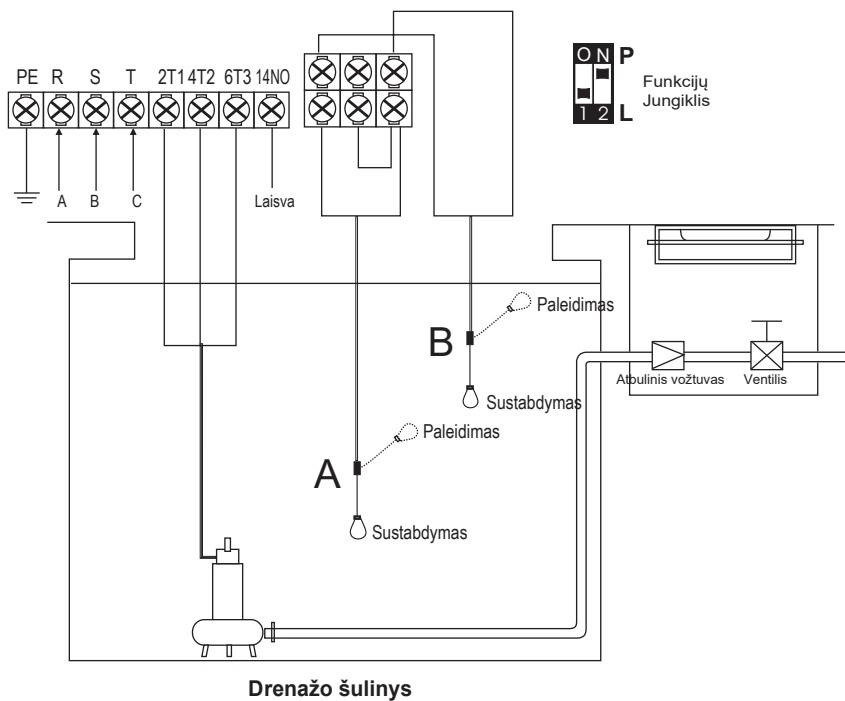 PE R S T 2T1 4T2 6T3 14NO
A B C Laisva
ON P
1 2 L
Funkcijų
Jungiklis
Paleidimas
B
Sustabdymas
Atbulinis vožtuvas Ventilis
Paleidimas
A
Sustabdymas
Drenažo šulinys